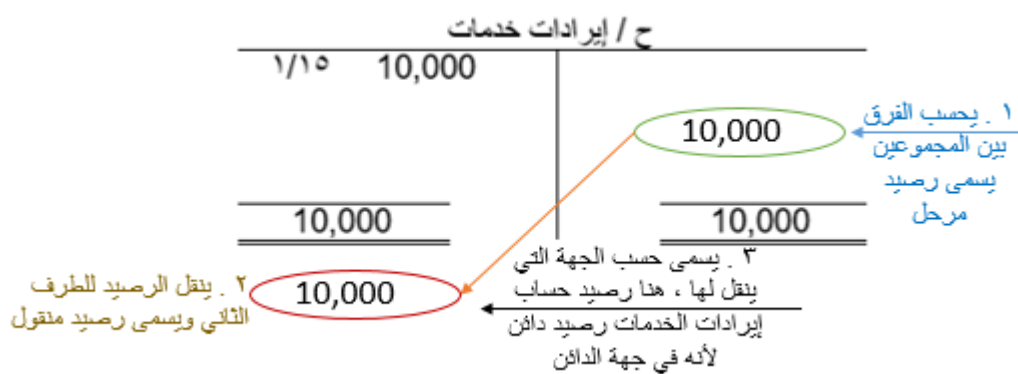 ح / إيرادات خدمات
10,000 ١/١٥
10,000
١ . يحسب الفرق
بين المجموعين
يسمى رصيد
مرحل
10,000
10,000
٣ . يسمى حسب الجهة التي
ينقل لها ، هنا رصيد حساب
إيرادات الخدمات رصيد دائن
لأنه في جهة الدائن
10,000
٢ . ينقل الرصيد للطرف
الثاني ويسمى رصيد منقول